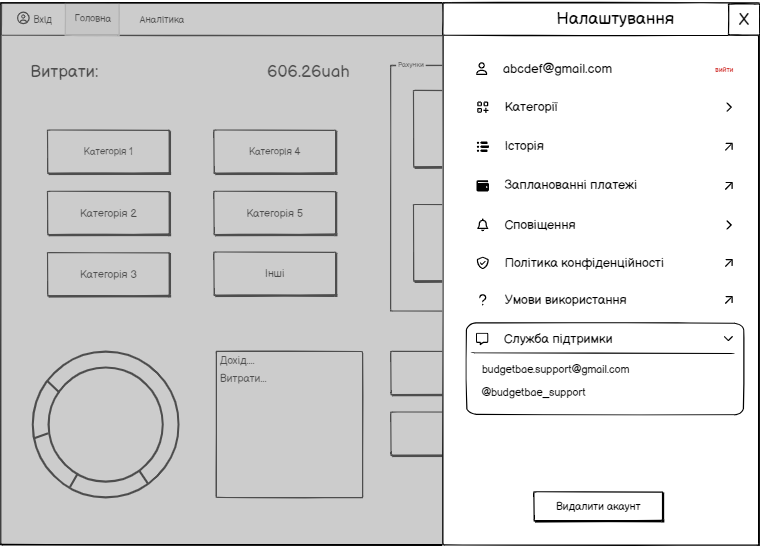 Вхід
Головна
Аналітика
Витрати:
606.26uah
Рахунки
Категорія 1
Категорія 4
Категорія 2
Категорія 5
Категорія 3
Інші
Дохід....
Витрати...
Налаштування
X
abcdef@gmail.com
вийти
Категорії
Історія
Заплановані платежі
Сповіщення
Політика конфіденційності
Умови використання
Служба підтримки
budgetbae.support@gmail.com
@budgetbae_support
Видалити акаунт